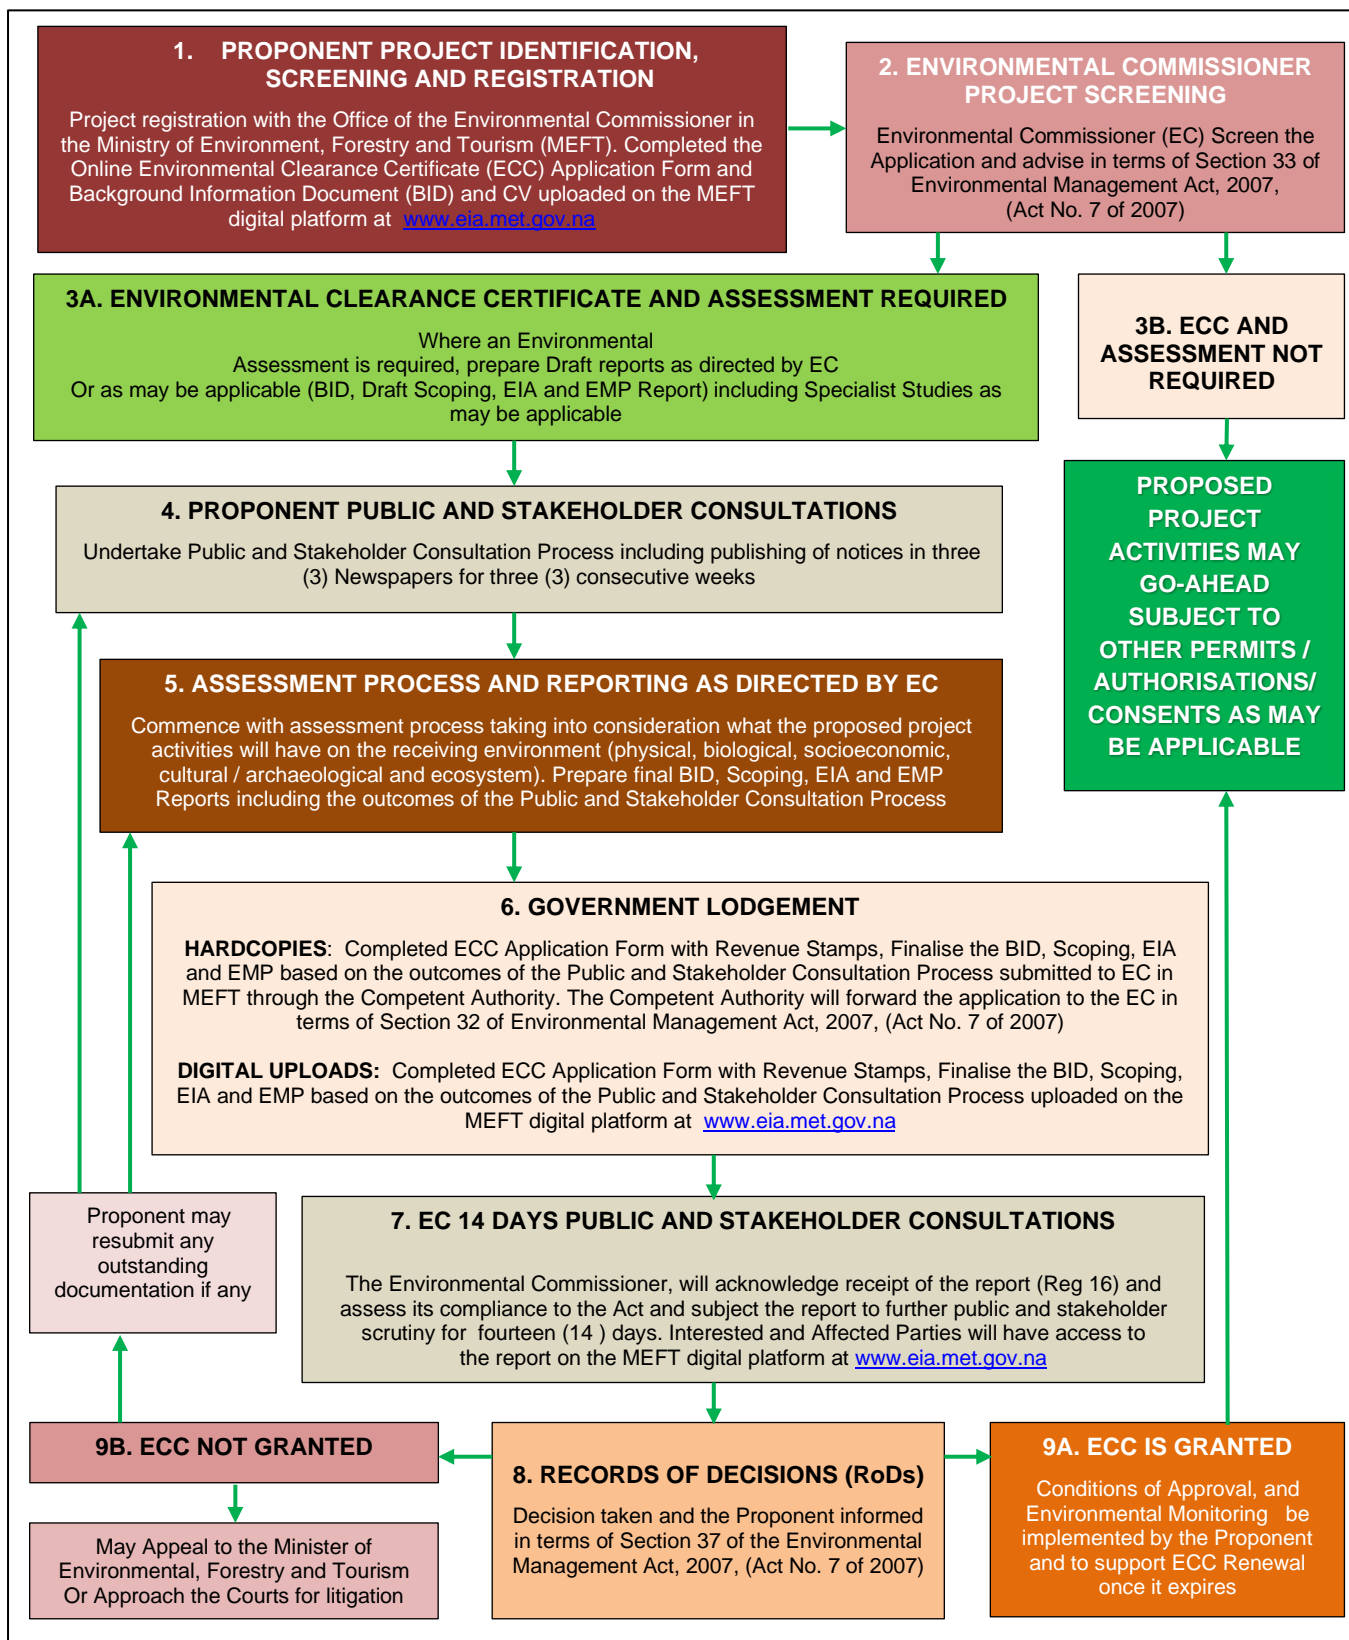 1. PROPONENT PROJECT IDENTIFICATION,
SCREENING AND REGISTRATION
Project registration with the Office of the Environmental Commissioner in
the Ministry of Environment, Forestry and Tourism (MEFT). Completed the
Online Environmental Clearance Certificate (ECC) Application Form and
Background Information Document (BID) and CV uploaded on the MEFT
digital platform at www.eia.met.gov.na
2. ENVIRONMENTAL COMMISSIONER
PROJECT SCREENING
Environmental Commissioner (EC) Screen the
Application and advise in terms of Section 33 of
Environmental Management Act, 2007,
(Act No. 7 of 2007)
3A. ENVIRONMENTAL CLEARANCE CERTIFICATE AND ASSESSMENT REQUIRED
Where an Environmental
Assessment is required, prepare Draft reports as directed by EC
Or as may be applicable (BID, Draft Scoping, EIA and EMP Report) including Specialist Studies as
may be applicable
3B. ECC AND
ASSESSMENT NOT
REQUIRED
4. PROPONENT PUBLIC AND STAKEHOLDER CONSULTATIONS
Undertake Public and Stakeholder Consultation Process including publishing of notices in three
(3) Newspapers for three (3) consecutive weeks
PROPOSED
PROJECT
ACTIVITIES MAY
GO-AHEAD
SUBJECT TO
OTHER PERMITS /
AUTHORISATIONS/
CONSENTS AS MAY
BE APPLICABLE
5. ASSESSMENT PROCESS AND REPORTING AS DIRECTED BY EC
Commence with assessment process taking into consideration what the proposed project
activities will have on the receiving environment (physical, biological, socioeconomic,
cultural / archaeological and ecosystem). Prepare final BID, Scoping, EIA and EMP
Reports including the outcomes of the Public and Stakeholder Consultation Process
6. GOVERNMENT LODGEMENT
HARDCOPIES: Completed ECC Application Form with Revenue Stamps, Finalise the BID, Scoping, EIA
and EMP based on the outcomes of the Public and Stakeholder Consultation Process submitted to EC in
MEFT through the Competent Authority. The Competent Authority will forward the application to the EC in
terms of Section 32 of Environmental Management Act, 2007, (Act No. 7 of 2007)
DIGITAL UPLOADS: Completed ECC Application Form with Revenue Stamps, Finalise the BID, Scoping,
EIA and EMP based on the outcomes of the Public and Stakeholder Consultation Process uploaded on the
MEFT digital platform at www.eia.met.gov.na
Proponent may
resubmit any
outstanding
documentation if any
7. EC 14 DAYS PUBLIC AND STAKEHOLDER CONSULTATIONS
The Environmental Commissioner, will acknowledge receipt of the report (Reg 16) and
assess its compliance to the Act and subject the report to further public and stakeholder
scrutiny for fourteen (14 ) days. Interested and Affected Parties will have access to
the report on the MEFT digital platform at www.eia.met.gov.na
9B. ECC NOT GRANTED
May Appeal to the Minister of
Environmental, Forestry and Tourism
Or Approach the Courts for litigation
8. RECORDS OF DECISIONS (RoDs)
Decision taken and the Proponent informed
in terms of Section 37 of the Environmental
Management Act, 2007, (Act No. 7 of 2007)
9A. ECC IS GRANTED
Conditions of Approval, and
Environmental Monitoring be
implemented by the Proponent
and to support ECC Renewal
once it expires